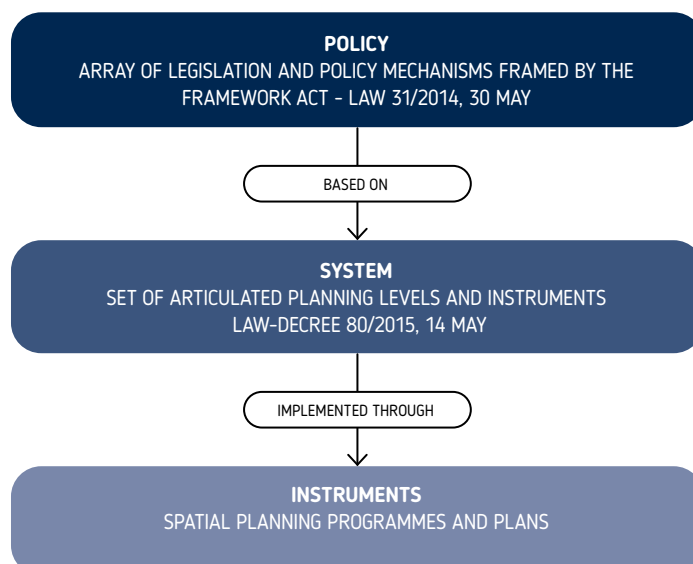 POLICY
ARRAY OF LEGISLATION AND POLICY MECHANISMS FRAMED BY THE
FRAMEWORK ACT - LAW 31/2014, 30 MAY
BASED ON
SYSTEM
SET OF ARTICULATED PLANNING LEVELS AND INSTRUMENTS
LAW-DECREE 80/2015, 14 MAY
IMPLEMENTED THROUGH
INSTRUMENTS
SPATIAL PLANNING PROGRAMMES AND PLANS